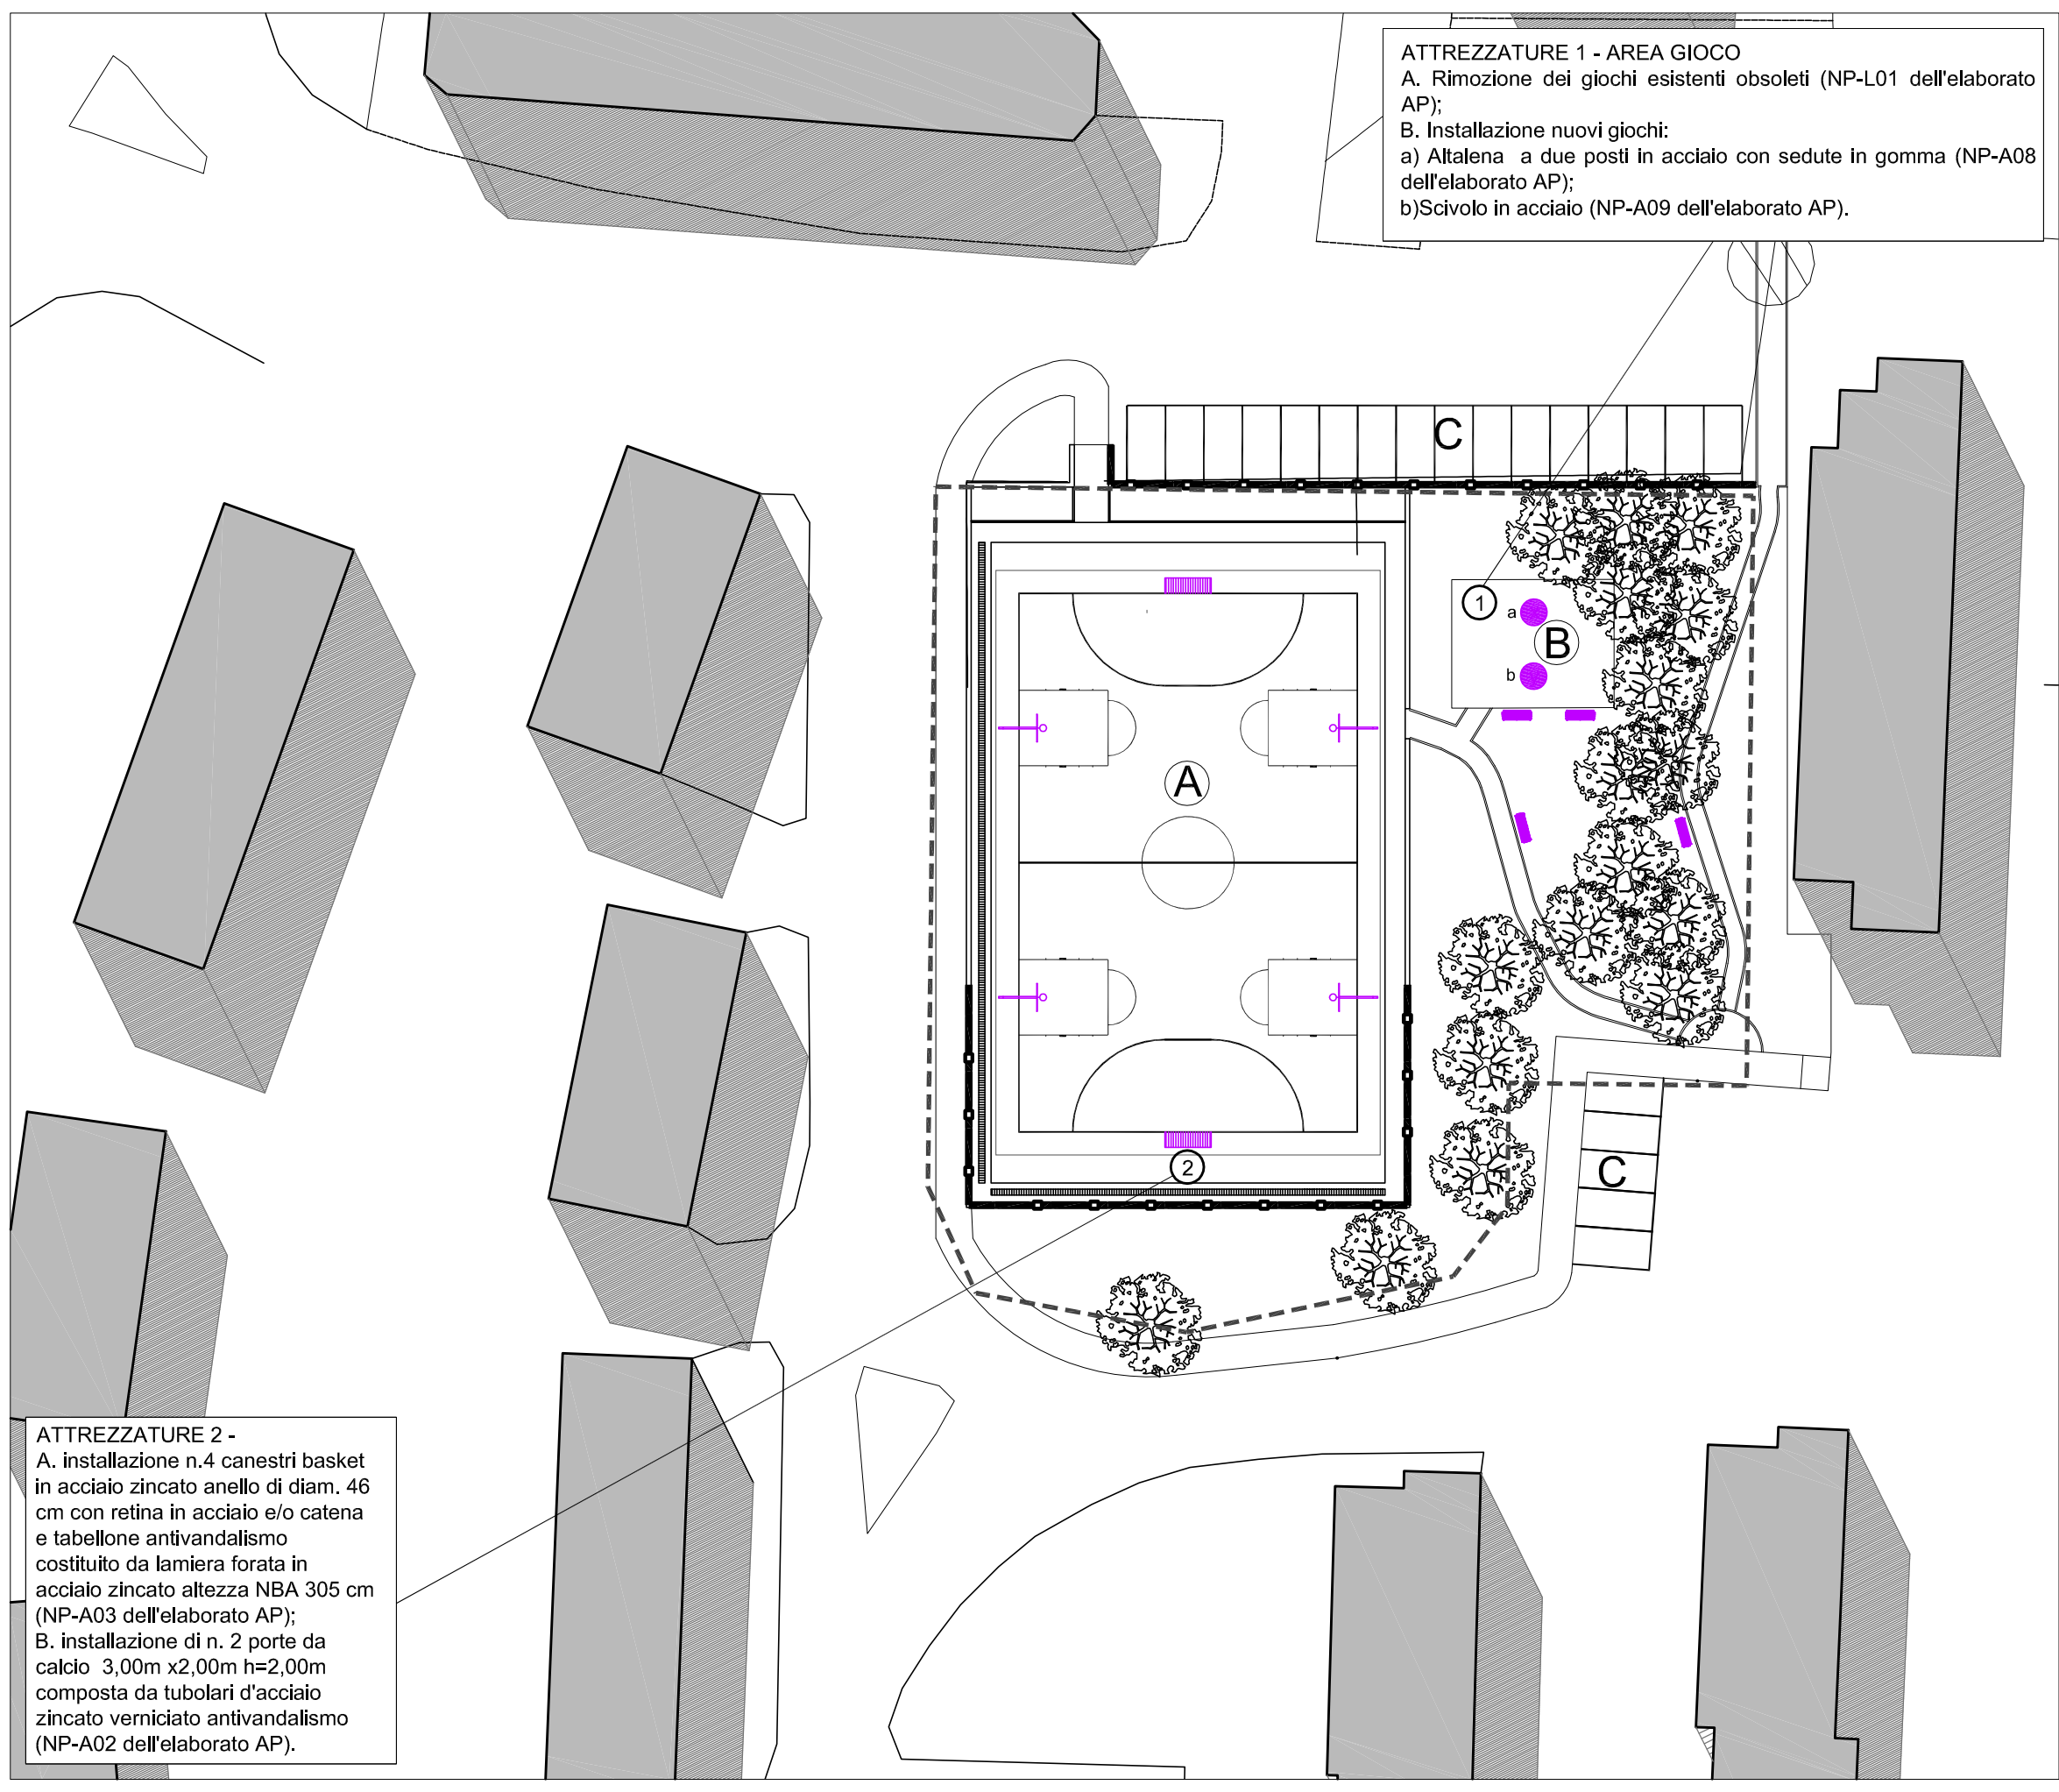 ATTREZZATURE 1 - AREA GIOCO
A. Rimozione dei giochi esistenti obsoleti (NP-L01 dell'elaborato
AP);
B. Installazione nuovi giochi:
a) Altalena a due posti in acciaio con sedute in gomma (NP-A08
dell'elaborato AP);
b)Scivolo in acciaio (NP-A09 dell'elaborato AP).
C
1
a
B
b
A
2
C
ATTREZZATURE 2 -
A. installazione n.4 canestri basket
in acciaio zincato anello di diam. 46
cm con retina in acciaio e/o catena
e tabellone antivandalismo
costituito da lamiera forata in
acciaio zincato altezza NBA 305 cm
(NP-A03 dell'elaborato AP);
B. installazione di n. 2 porte da
calcio 3,00m x2,00m h=2,00m
composta da tubolari d'acciaio
zincato verniciato antivandalismo
(NP-A02 dell'elaborato AP).